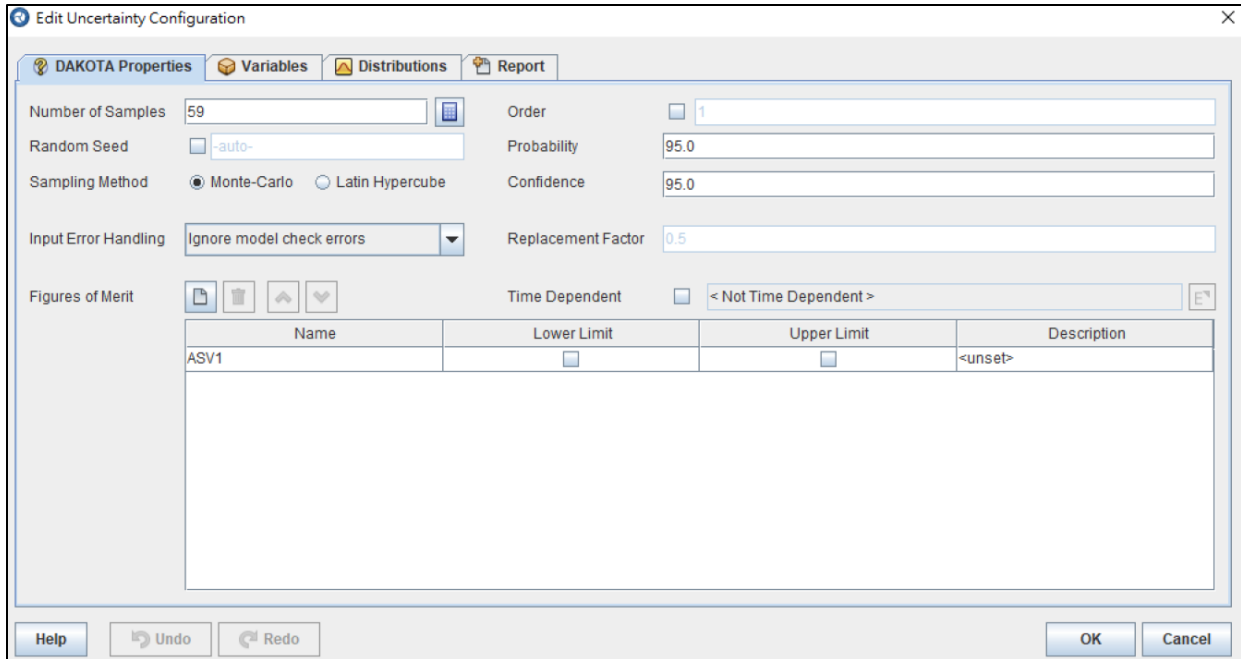 Edit Uncertainty Configuration
DAKOTA Properties Variables Distributions Report
Number of Samples 59 Order 1
Random Seed -auto- Probability 95.0
Sampling Method Monte-Carlo Latin Hypercube Confidence 95.0
Input Error Handling Ignore model check errors Replacement Factor 0.5
Figures of Merit Time Dependent < Not Time Dependent >
Name Lower Limit Upper Limit Description
ASV1 <unset>
Help Undo Redo OK Cancel